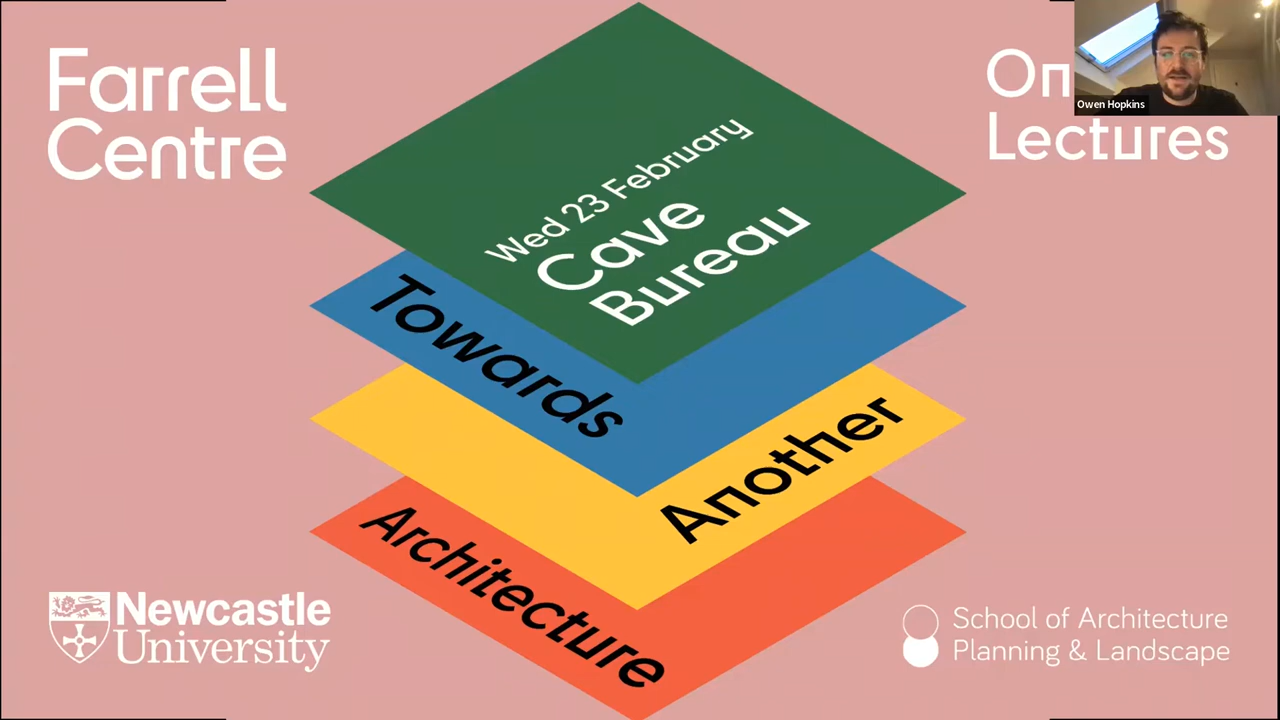 Farrell
Centre
On
Lectures
Owen Hopkins
Wed 23 February
Cave
Bureau
Towards
Another
Architecture
Newcastle
University
School of Architecture
Planning & Landscape